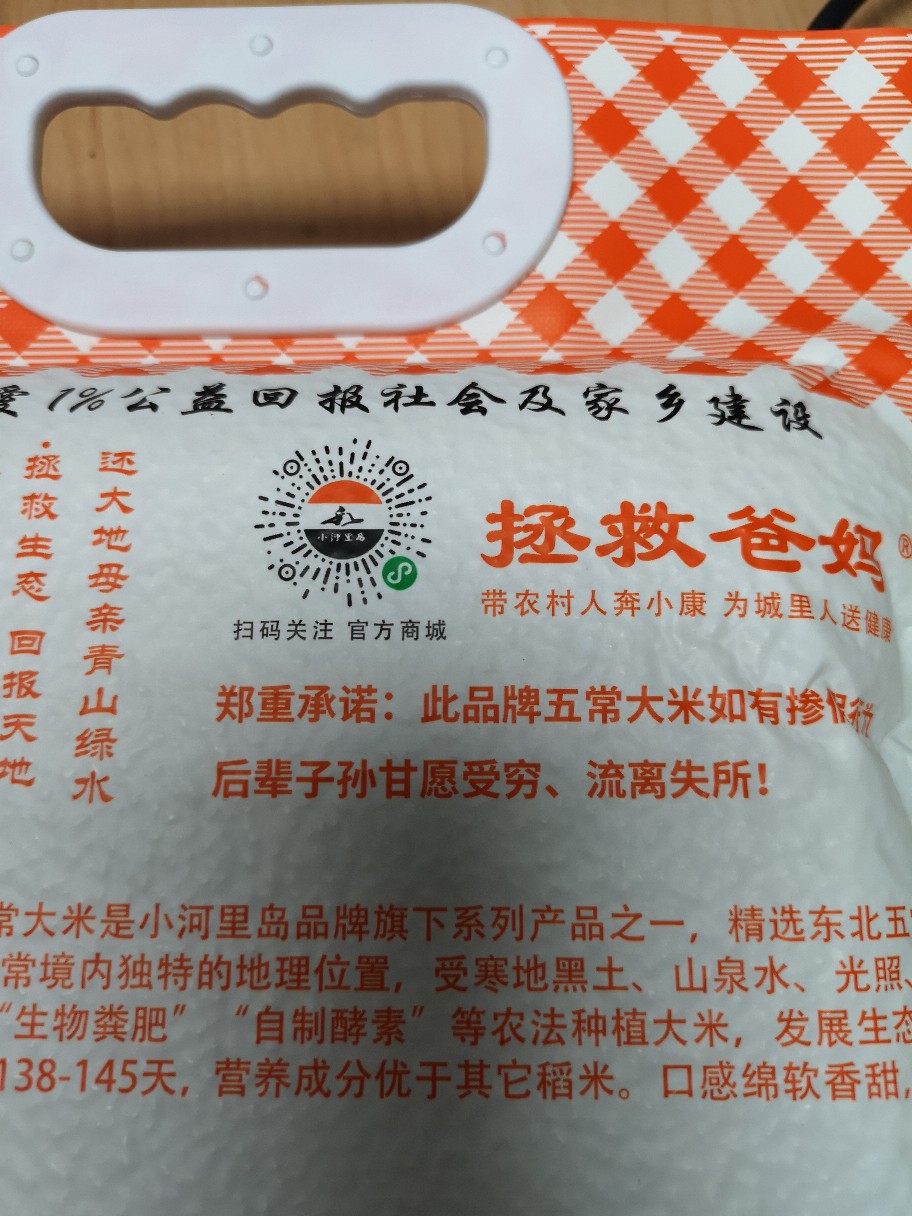 1%公益回报社会及家乡建设
还大地母亲青山绿水
·拯救生态 回报天地
小河里岛
扫码关注 官方商城
拯救爸妈®
带农村人奔小康 为城里人送健康
郑重承诺：此品牌五常大米如有掺假行为
后辈子孙甘愿受穷、流离失所！
常大米是小河里岛品牌旗下系列产品之一，精选东北五
常境内独特的地理位置，受寒地黑土、山泉水、光照、
“生物粪肥” “自制酵素”等农法种植大米，发展生态
138-145天，营养成分优于其它稻米。口感绵软香甜，